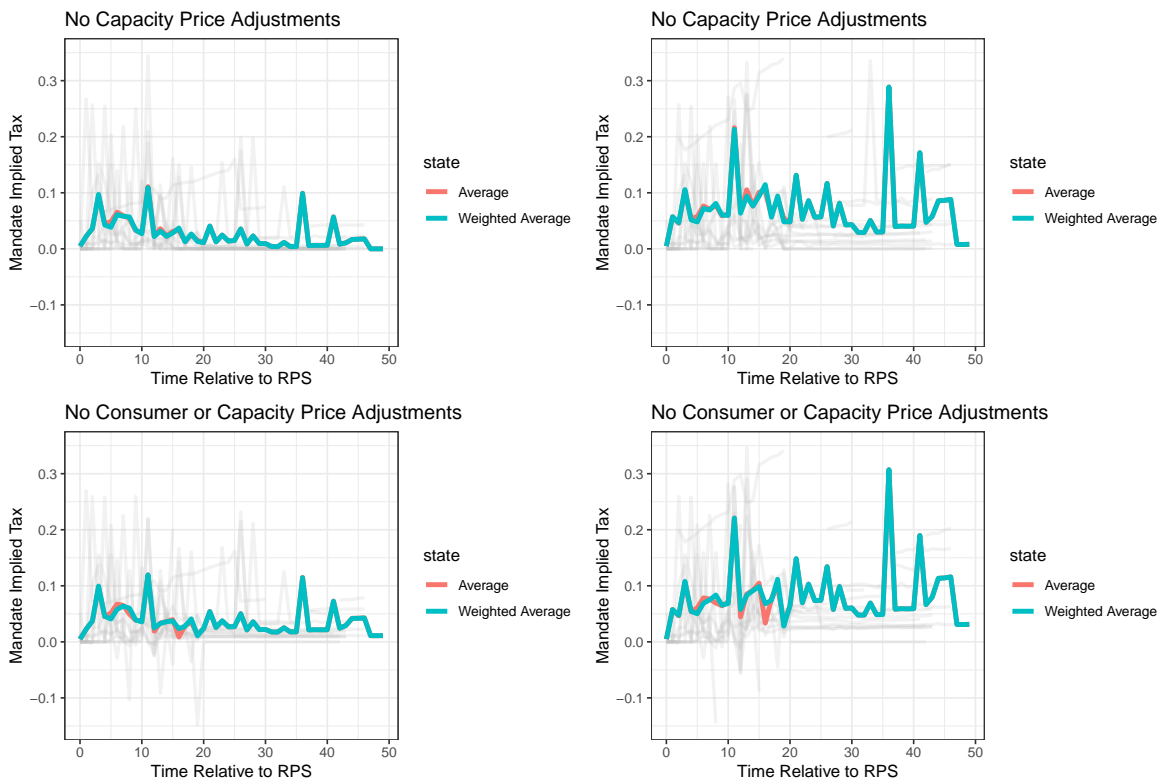 No Capacity Price Adjustments
Mandate Implied Tax
0.3
0.2
0.1
0.0
−0.1
0 10 20 30 40 50
Time Relative to RPS
state
Average
Weighted Average
No Capacity Price Adjustments
Mandate Implied Tax
0.3
0.2
0.1
0.0
−0.1
0 10 20 30 40 50
Time Relative to RPS
state
Average
Weighted Average
No Consumer or Capacity Price Adjustments
Mandate Implied Tax
0.3
0.2
0.1
0.0
−0.1
0 10 20 30 40 50
Time Relative to RPS
state
Average
Weighted Average
No Consumer or Capacity Price Adjustments
Mandate Implied Tax
0.3
0.2
0.1
0.0
−0.1
0 10 20 30 40 50
Time Relative to RPS
state
Average
Weighted Average